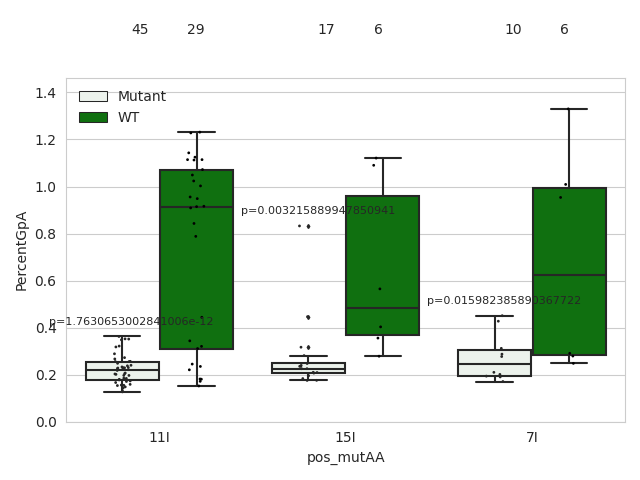 45 29 17 6 10 6
1.4
Mutant
WT
1.2
1.0
p=0.003215889947850941
0.8
0.6
p=0.015982385890367722
p=1.7630653002841006e-12
0.4
0.2
0.0
PercentGpA
11I 15I 7I
pos_mutAA